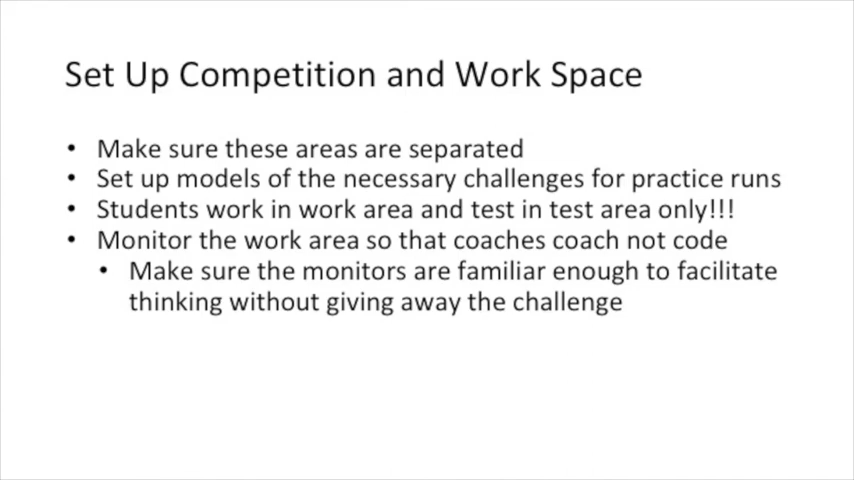 Set Up Competition and Work Space
• Make sure these areas are separated
• Set up models of the necessary challenges for practice runs
• Students work in work area and test in test area only!!!
• Monitor the work area so that coaches coach not code
• Make sure the monitors are familiar enough to facilitate
thinking without giving away the challenge